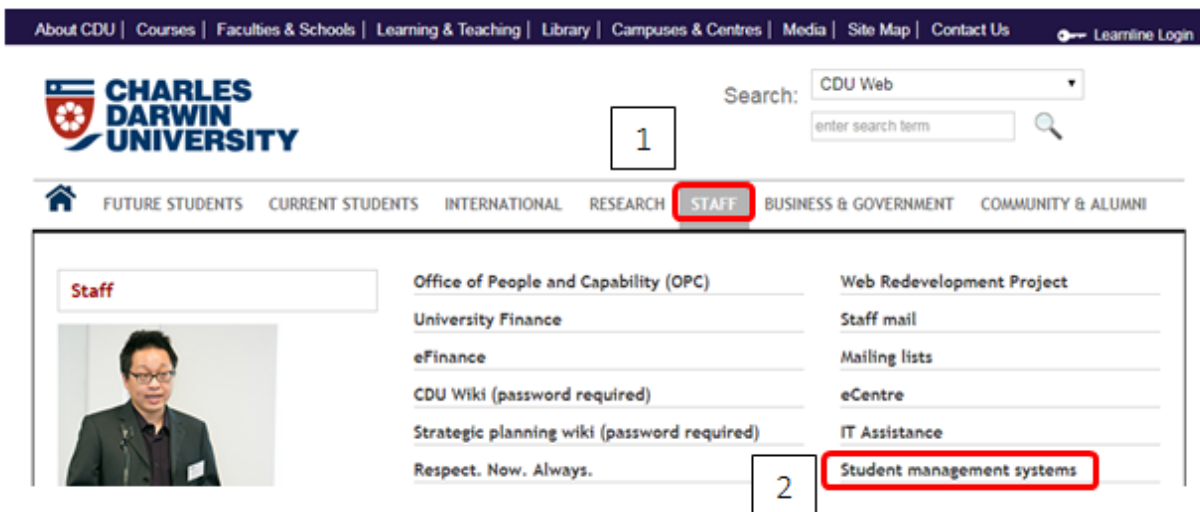 About CDU | Courses | Faculties & Schools | Learning & Teaching | Library | Campuses & Centres | Media | Site Map | Contact Us Learnline Login
CHARLES
DARWIN
UNIVERSITY
Search: CDU Web
enter search term
1
FUTURE STUDENTS CURRENT STUDENTS INTERNATIONAL RESEARCH STAFF BUSINESS & GOVERNMENT COMMUNITY & ALUMNI
Staff
Office of People and Capability (OPC)
University Finance
eFinance
CDU Wiki (password required)
Strategic planning wiki (password required)
Respect. Now. Always.
Web Redevelopment Project
Staff mail
Mailing lists
eCentre
IT Assistance
Student management systems
2